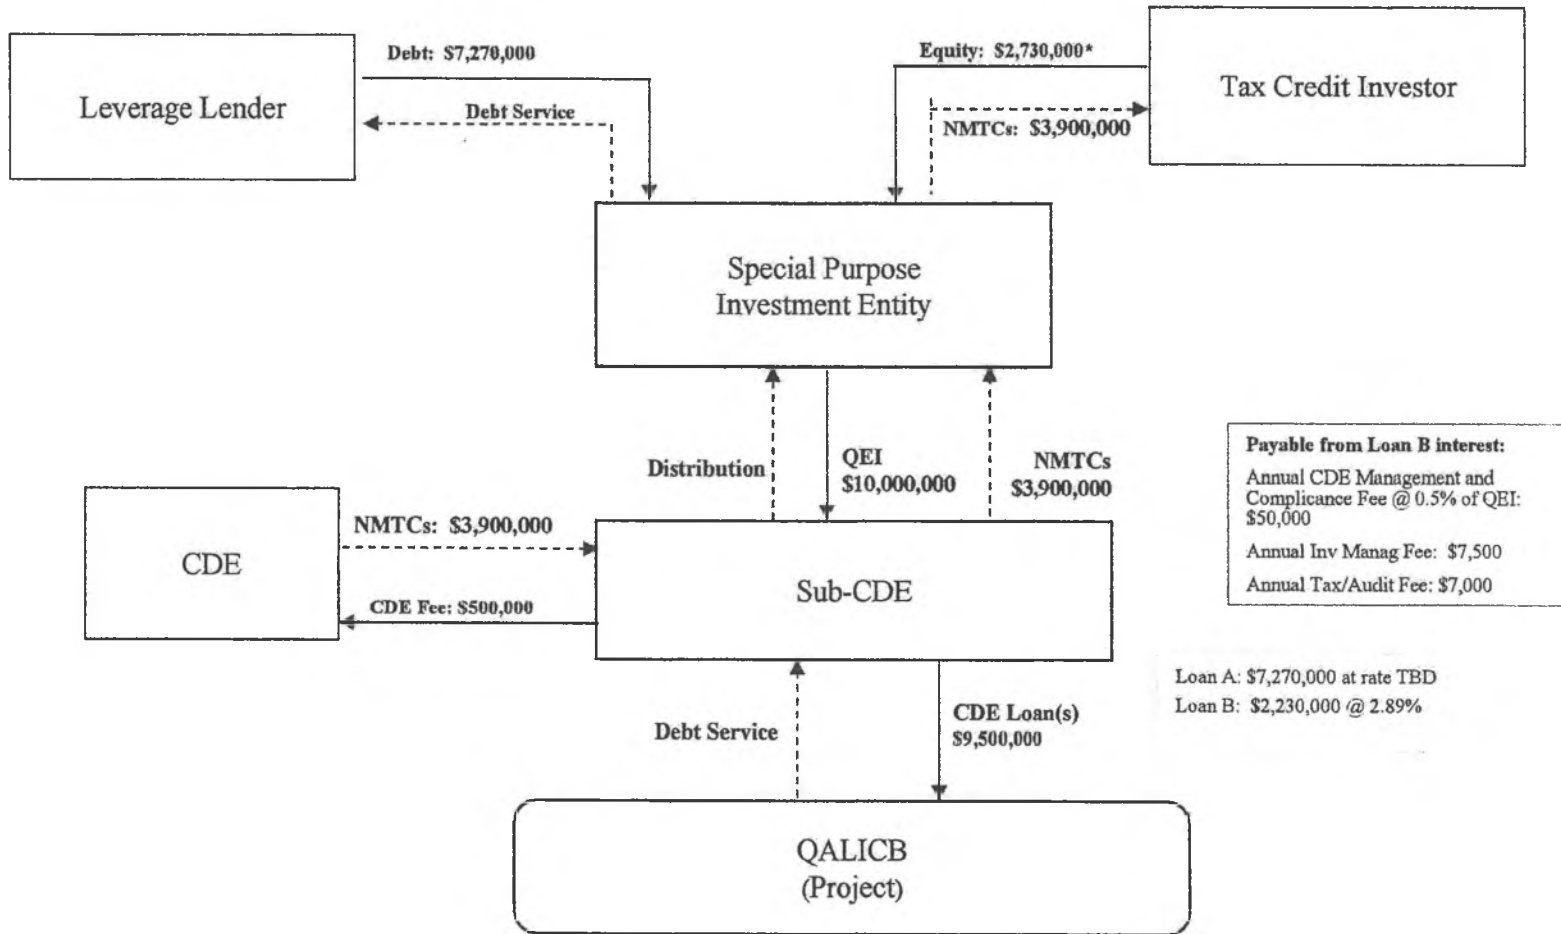 Debt: $7,270,000
Equity: $2,730,000*
Leverage Lender
Tax Credit Investor
Debt Service
NMTCs: $3,900,000
Special Purpose
Investment Entity
Distribution
QEI
$10,000,000
NMTCs
$3,900,000
Payable from Loan B interest:
Annual CDE Management and
Complicance Fee @ 0.5% of QEI:
$50,000
Annual Inv Manag Fee: $7,500
Annual Tax/Audit Fee: $7,000
NMTCs: $3,900,000
CDE
Sub-CDE
CDE Fee: $500,000
Loan A: $7,270,000 at rate TBD
Loan B: $2,230,000 @ 2.89%
Debt Service
CDE Loan(s)
$9,500,000
QALICB
(Project)